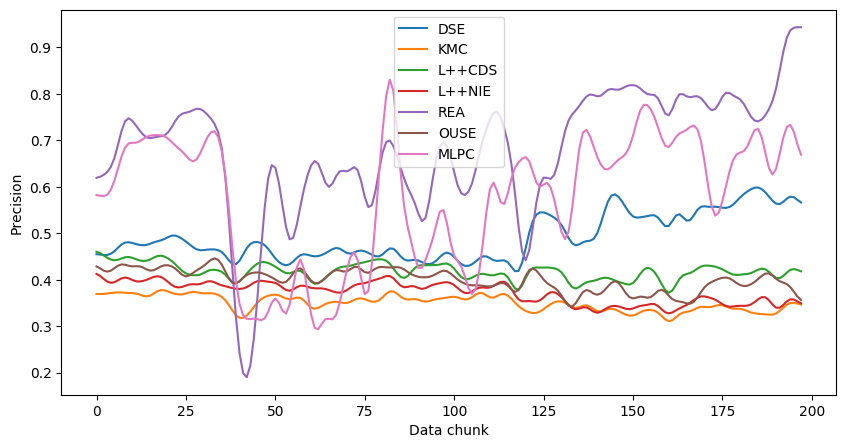 DSE
KMC
L++CDS
L++NIE
REA
OUSE
MLPC
Precision
0.9
0.8
0.7
0.6
0.5
0.4
0.3
0.2
0 25 50 75 100 125 150 175 200
Data chunk